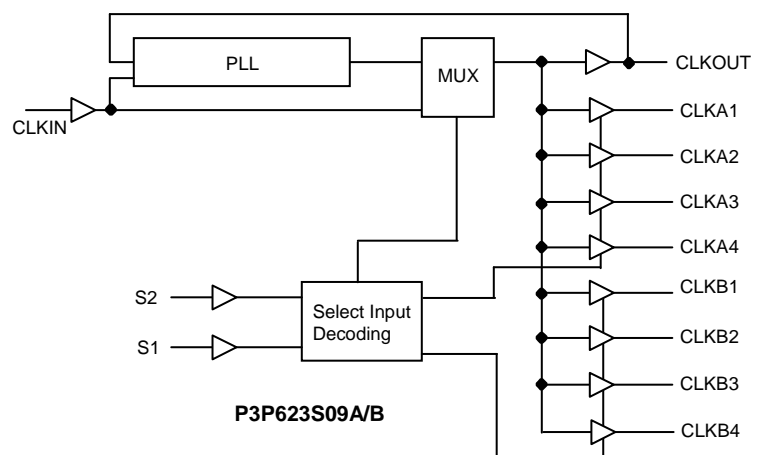 PLL
MUX
CLKOUT
CLKIN
CLKA1
CLKA2
CLKA3
CLKA4
S2
Select Input
Decoding
CLKB1
S1
CLKB2
CLKB3
P3P623S09A/B
CLKB4